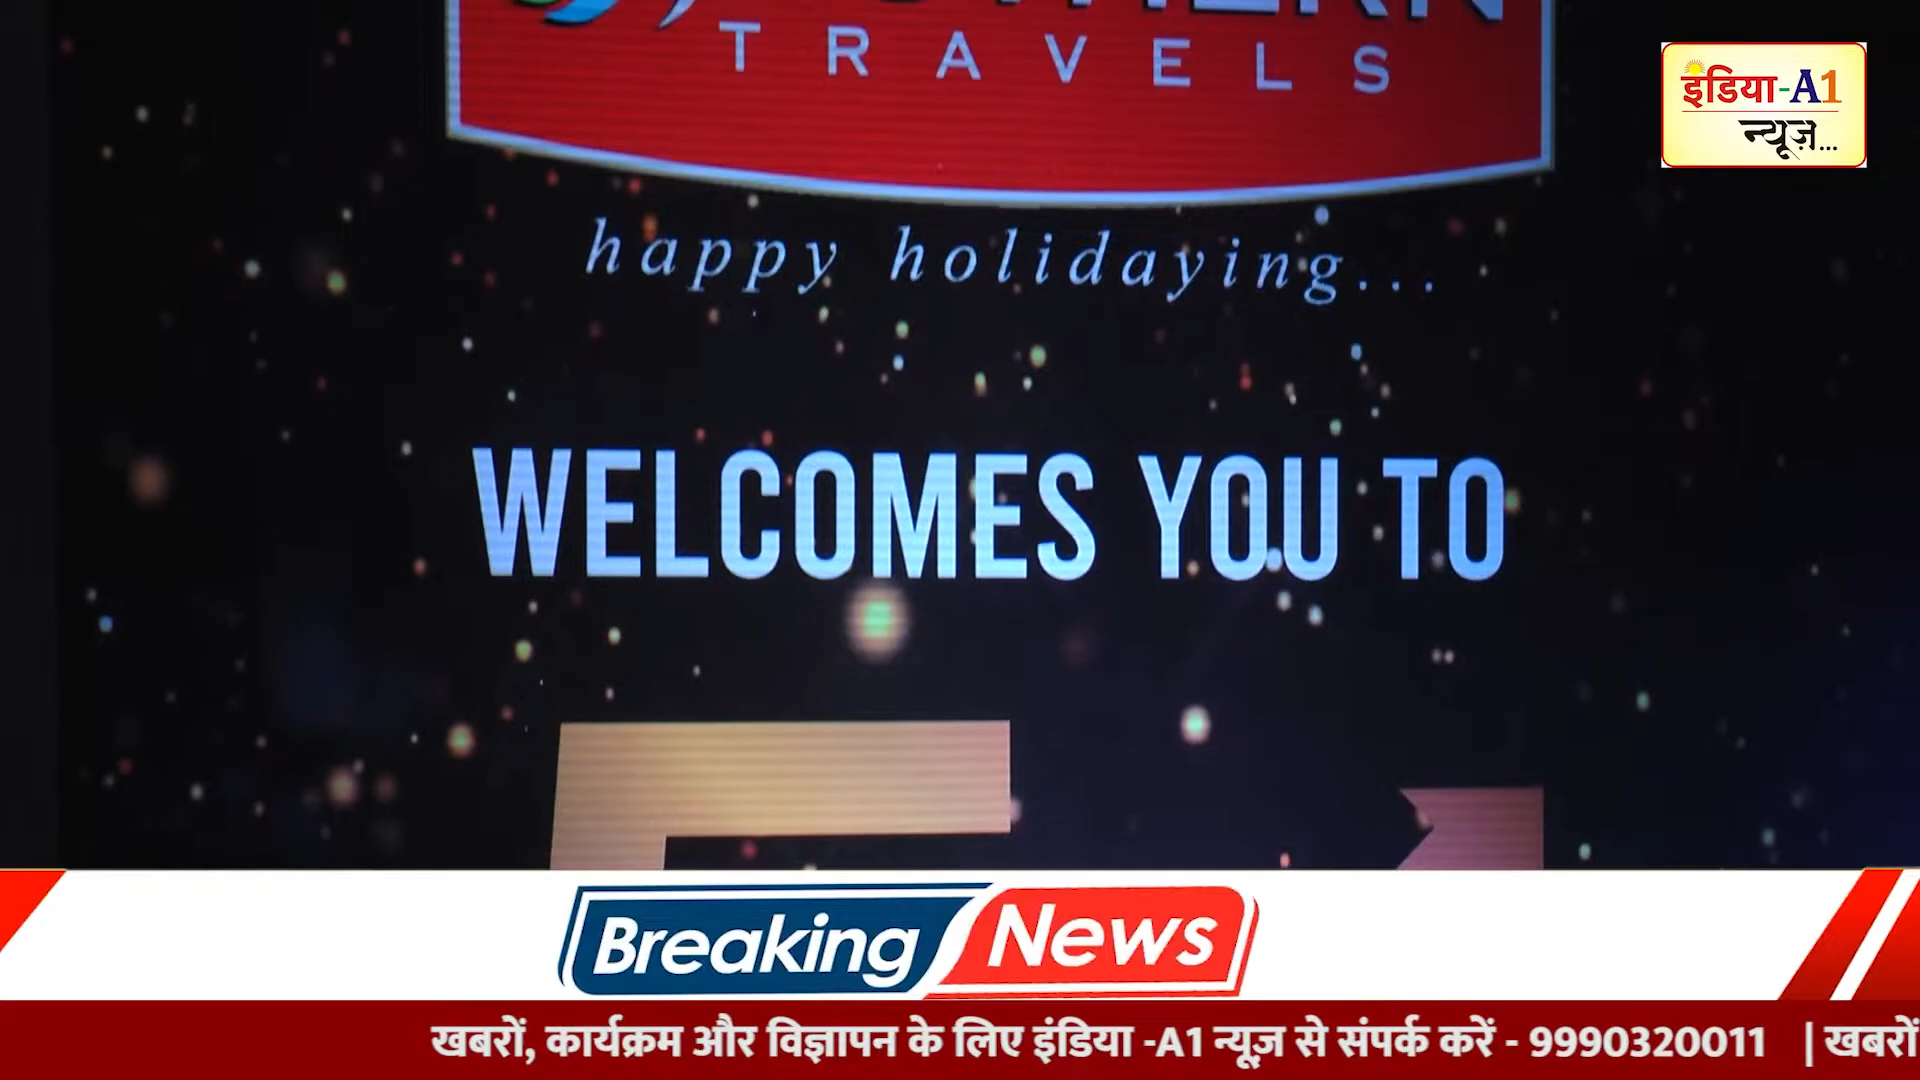 TRAVELS
इंडिया-A1
न्यूज़...
happy holidaying...
WELCOMES YOU TO
Breaking News
खबरों, कार्यक्रम और विज्ञापन के लिए इंडिया -A1 न्यूज़ से संपर्क करें - 9990320011 | खबरों